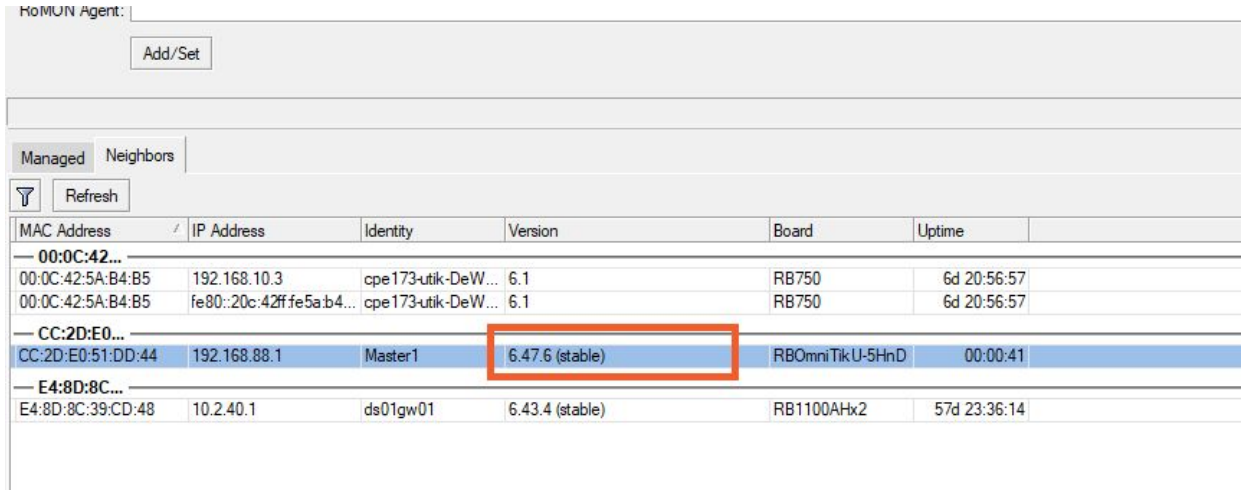 RoMON Agent:
Add/Set
Managed Neighbors
Refresh
MAC Address / IP Address Identity Version Board Uptime
00:0C:42...
00:0C:42:5A:B4:B5 192.168.10.3 cpe173-utik-DeW... 6.1 RB750 6d 20:56:57
00:0C:42:5A:B4:B5 fe80::20c:42ff:fe5a:b4... cpe173-utik-DeW... 6.1 RB750 6d 20:56:57
CC:2D:E0...
CC:2D:E0:51:DD:44 192.168.88.1 Master1 6.47.6 (stable) RBOmniTikU-5HnD 00:00:41
E4:8D:8C...
E4:8D:8C:39:CD:48 10.2.40.1 ds01gw01 6.43.4 (stable) RB1100AHx2 57d 23:36:14